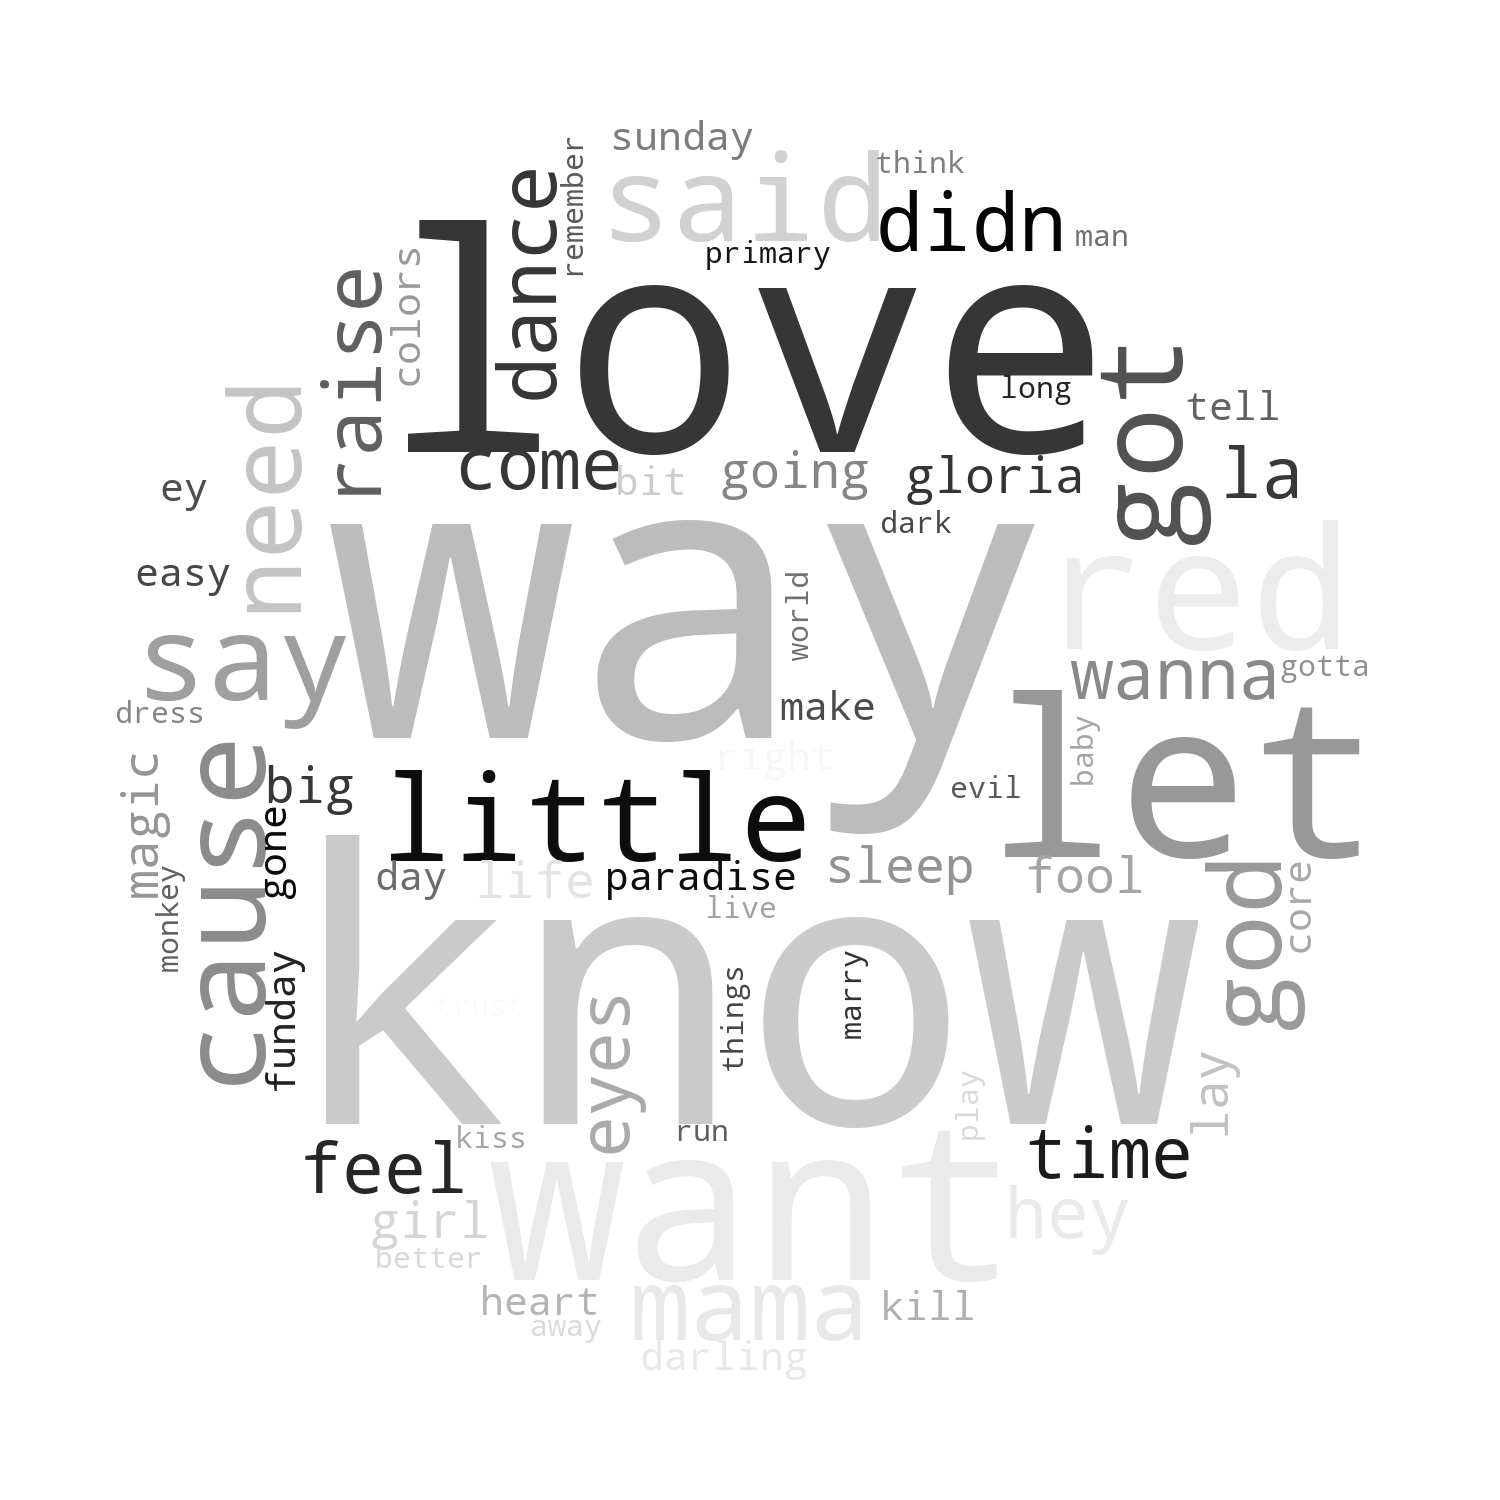 sunday
think
said
remember
dance
didn
man
primary
love
colors
raise
long
got
tell
need
come
bit
going
gloria
la
ey
dark
way
red
easy
world
say
wanna
gotta
dress
make
let
baby
right
magic
cause
big
little
evil
gone
day
life
paradise
sleep
fool
god
core
monkey
live
know
funday
trust
eyes
things
marry
lay
play
feel
kiss
run
want
time
hey
girl
better
heart
away
mama
kill
darling